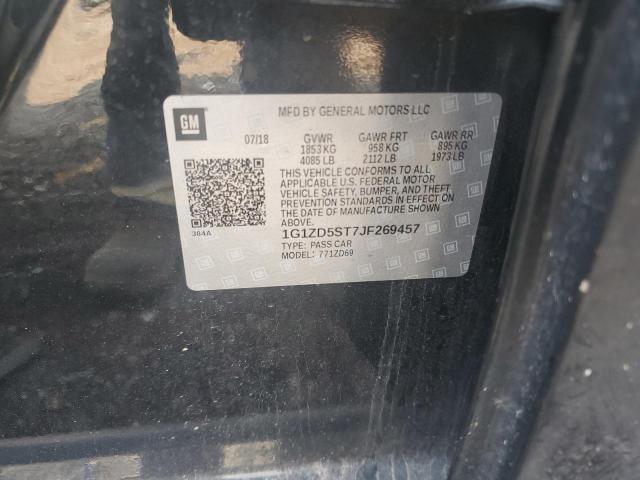 GM
MFD BY GENERAL MOTORS LLC
07/18 GVWR GAWR FRT GAWR RR
1853 KG 958 KG 895 KG
4085 LB 2112 LB 1973 LB
THIS VEHICLE CONFORMS TO ALL
APPLICABLE U.S. FEDERAL MOTOR
VEHICLE SAFETY, BUMPER, AND THEFT
PREVENTION STANDARDS IN EFFECT ON
THE DATE OF MANUFACTURE SHOWN
ABOVE.
384A
1G1ZD5ST7JF269457
TYPE: PASS CAR
MODEL: 771ZD69